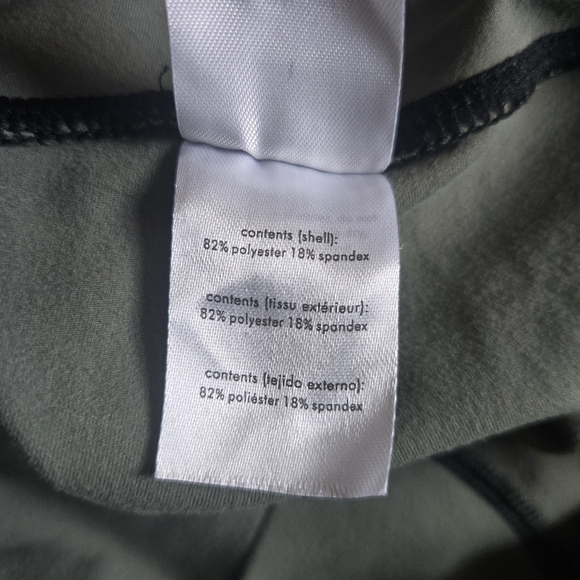 contents (shell):
82% polyester 18% spandex
contents (tissu extérieur):
82% polyester 18% spandex
contents (tejido externo):
82% poliéster 18% spandex